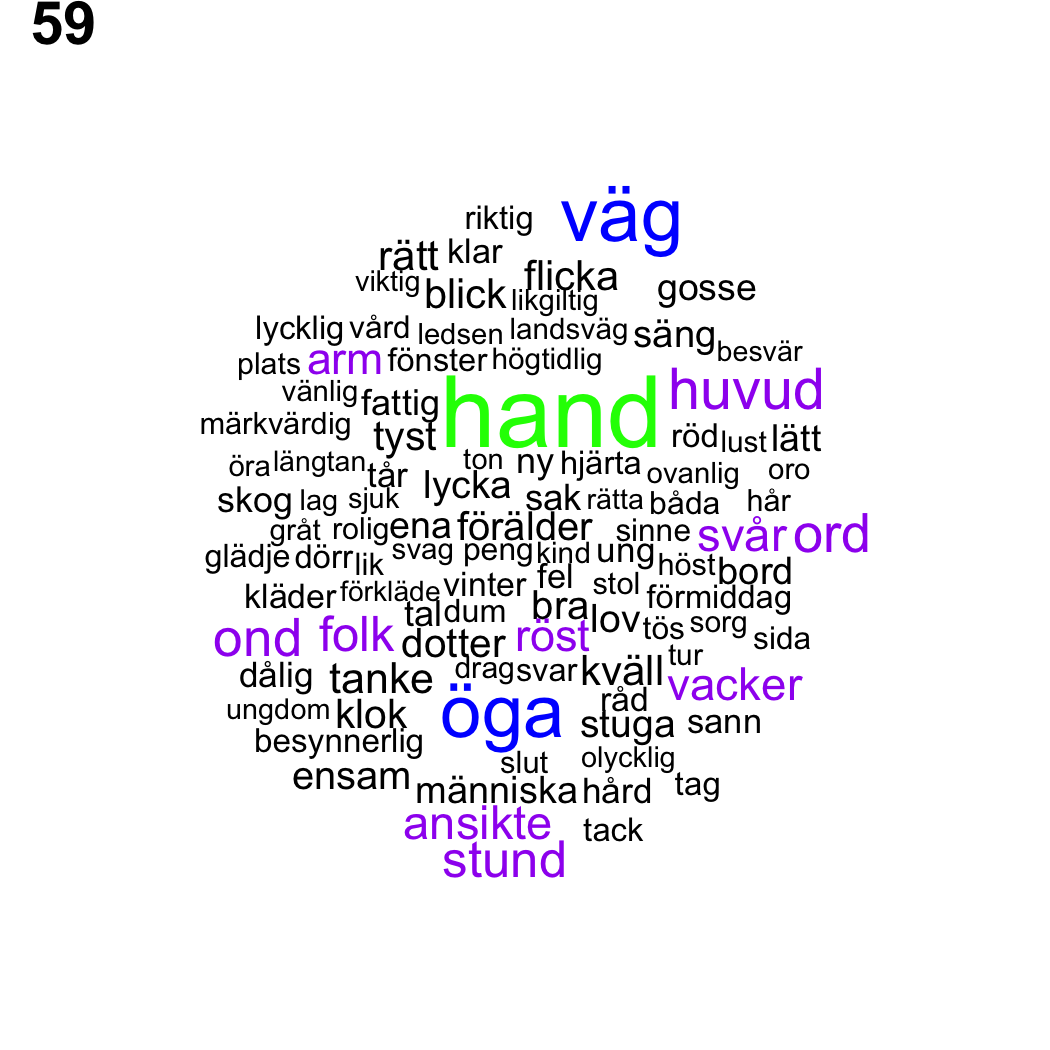 59
riktig väg
rätt klar
viktig blick flicka likgiltig gosse
lycklig vård ledsen landsväg säng besvär
plats arm fönster högtidlig
vänlig fattig hand huvud
märkvärdig tyst röd lust lätt
öra längtan tår ton ny hjärta ovanlig oro
skog lag sjuk lycka sak rätta båda hår
gråt rolig ena förälder sinne svår ord
glädje dörr lik svag peng kind ung höst bord
kläder förkläde vinter fel stol förmiddag
tal dum bra lov tös sorg sida
ond folk dotter röst
dålig tanke drag svar kväll tur vacker
ungdom klok öga råd stuga sann
besynnerlig slut olycklig
ensam människa hård tag
ansikte tack
stund